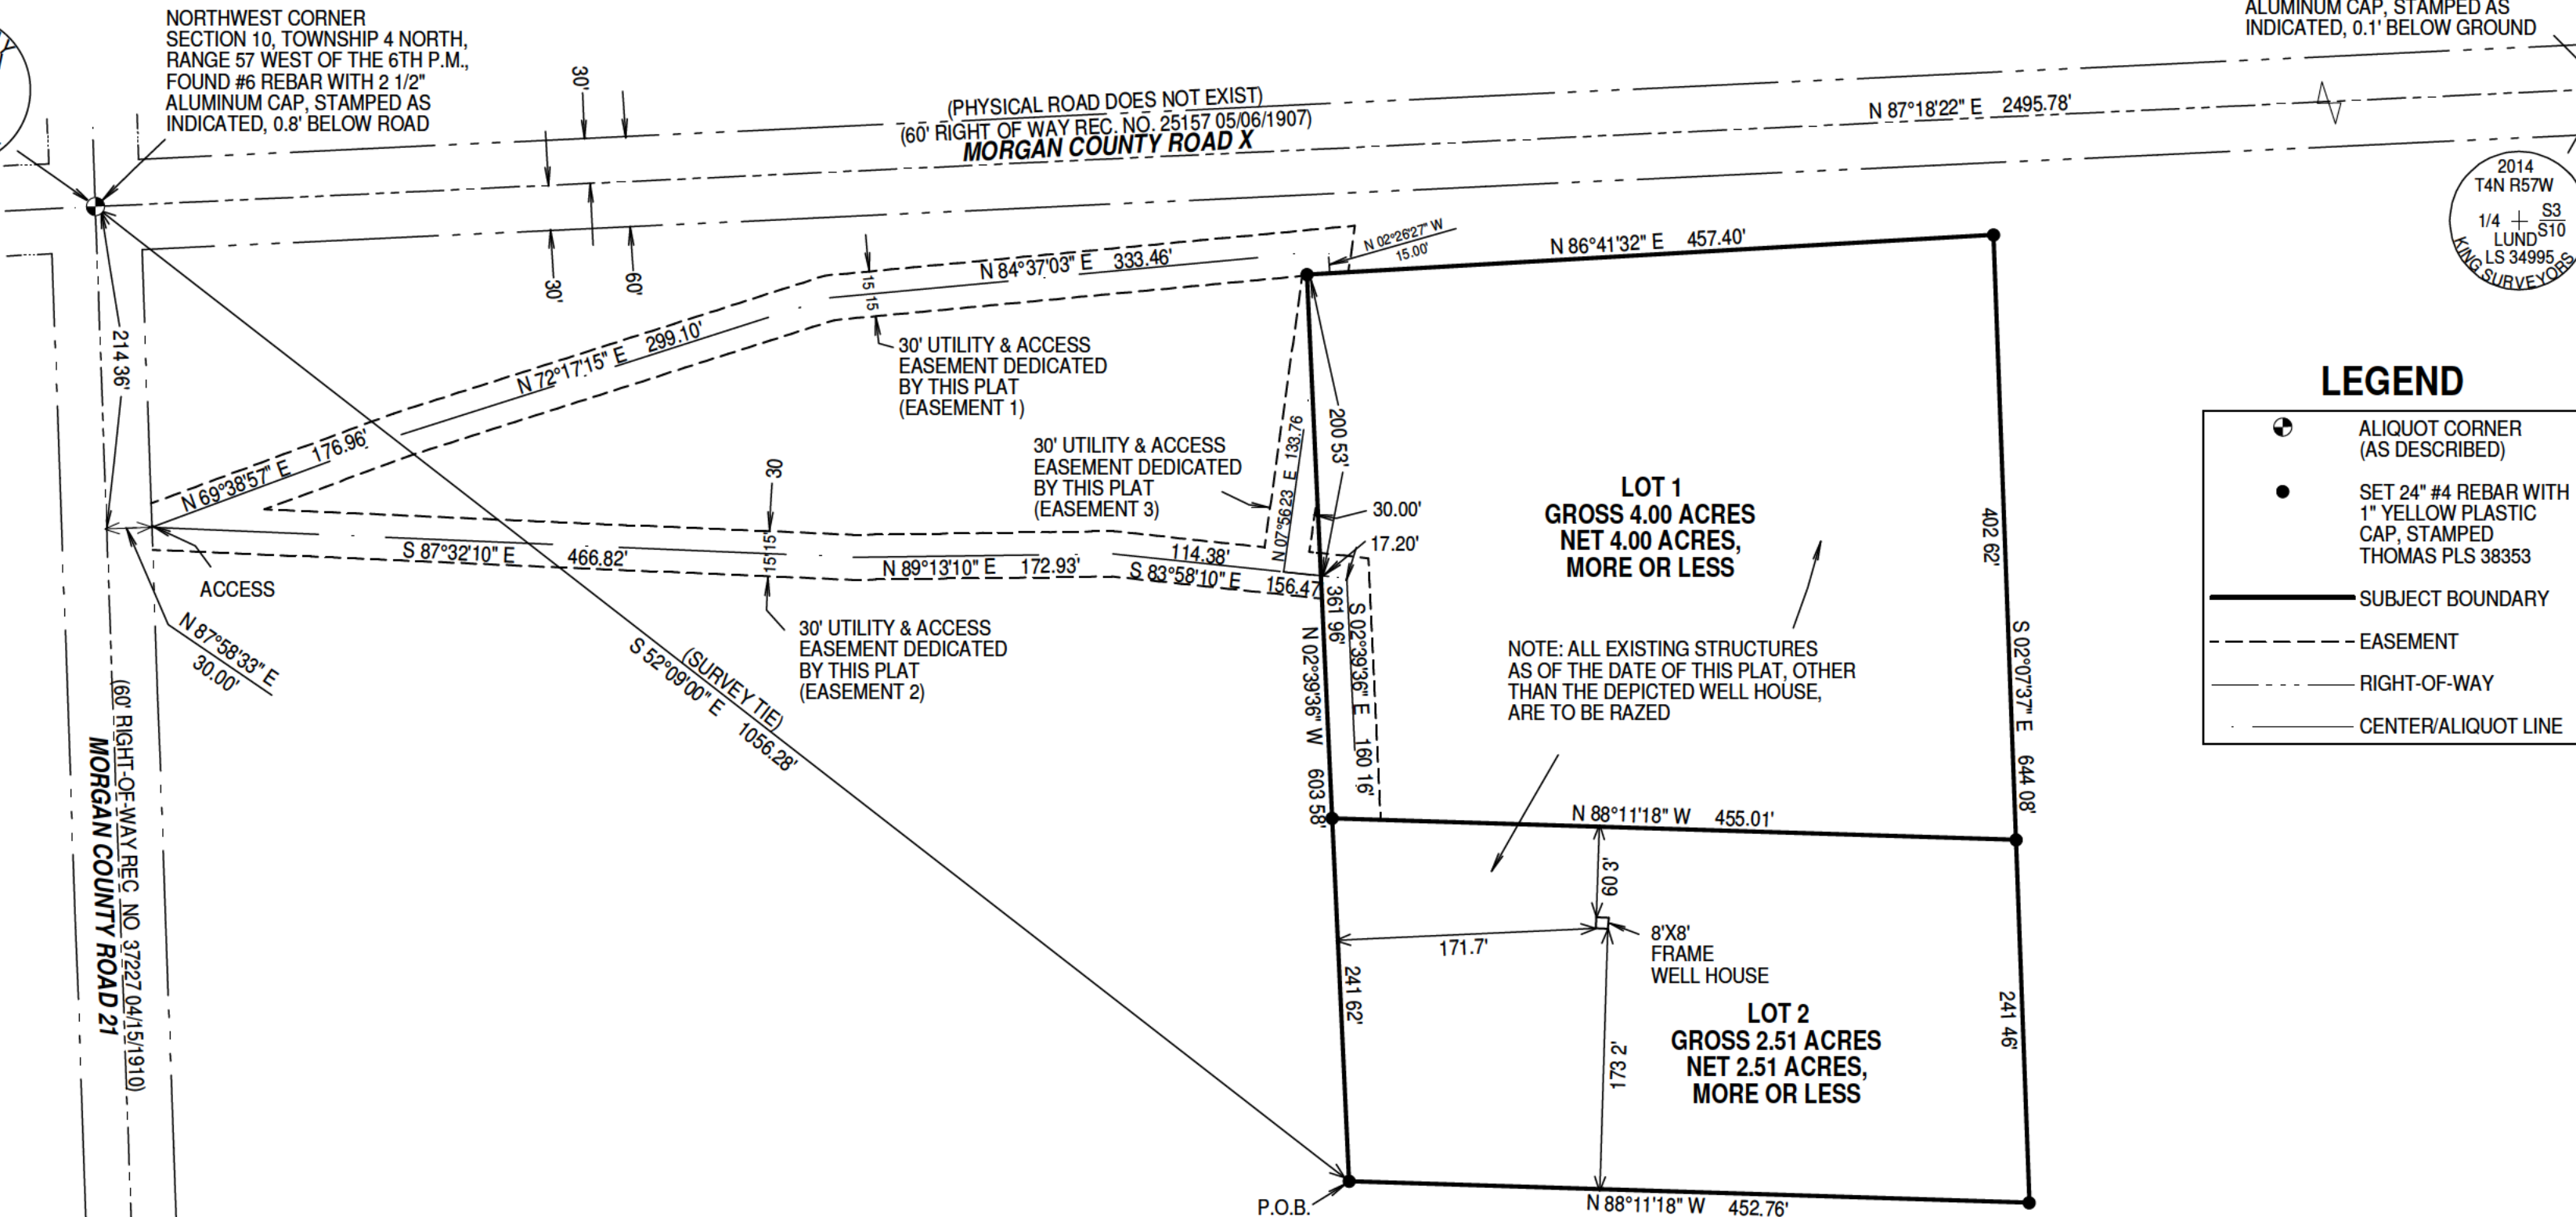 NORTHWEST CORNER
SECTION 10, TOWNSHIP 4 NORTH,
RANGE 57 WEST OF THE 6TH P.M.,
FOUND #6 REBAR WITH 2 1/2"
ALUMINUM CAP, STAMPED AS
INDICATED, 0.8' BELOW ROAD
ALUMINUM CAP, STAMPED AS
INDICATED, 0.1' BELOW GROUND
30'
(PHYSICAL ROAD DOES NOT EXIST)
(60' RIGHT OF WAY REC. NO. 25157 05/06/1907)
MORGAN COUNTY ROAD X
N 87°18'22" E 2495.78'
2014
T4N R57W
1/4 S3
S10
LUND
LS 34995
KING SURVEYORS
30'
60'
N 02°26'27" W
15.00'
N 86°41'32" E 457.40'
N 84°37'03" E 333.46'
15 15
30' UTILITY & ACCESS
EASEMENT DEDICATED
BY THIS PLAT
(EASEMENT 1)
214 36'
N 72°17'15" E 299.10'
N 69°38'57" E 176.96'
30' UTILITY & ACCESS
EASEMENT DEDICATED
BY THIS PLAT
(EASEMENT 3)
N 07°56'23 E 133.76
200 53'
30.00'
17.20'
LOT 1
GROSS 4.00 ACRES
NET 4.00 ACRES,
MORE OR LESS
402 62'
LEGEND
ALIQUOT CORNER
(AS DESCRIBED)
SET 24" #4 REBAR WITH
1" YELLOW PLASTIC
CAP, STAMPED
THOMAS PLS 38353
SUBJECT BOUNDARY
EASEMENT
RIGHT-OF-WAY
CENTER/ALIQUOT LINE
30
15'15'
S 87°32'10" E 466.82'
N 89°13'10" E 172.93'
114.38'
S 83°58'10" E 156.47
ACCESS
N 87°58'33" E
30.00'
30' UTILITY & ACCESS
EASEMENT DEDICATED
BY THIS PLAT
(EASEMENT 2)
(SURVEY TIE)
S 52°09'00" E 1056.28'
361 96'
N 02°39'36" W 603 58'
S 02°39'36" E 160 16'
NOTE: ALL EXISTING STRUCTURES
AS OF THE DATE OF THIS PLAT, OTHER
THAN THE DEPICTED WELL HOUSE,
ARE TO BE RAZED
S 02°07'37" E 644 08'
(60' RIGHT-OF-WAY REC NO 37227 04/15/1910)
MORGAN COUNTY ROAD 21
N 88°11'18" W 455.01'
60 3'
171.7'
8'X8'
FRAME
WELL HOUSE
241 62'
173 2'
LOT 2
GROSS 2.51 ACRES
NET 2.51 ACRES,
MORE OR LESS
241 46'
P.O.B.
N 88°11'18" W 452.76'